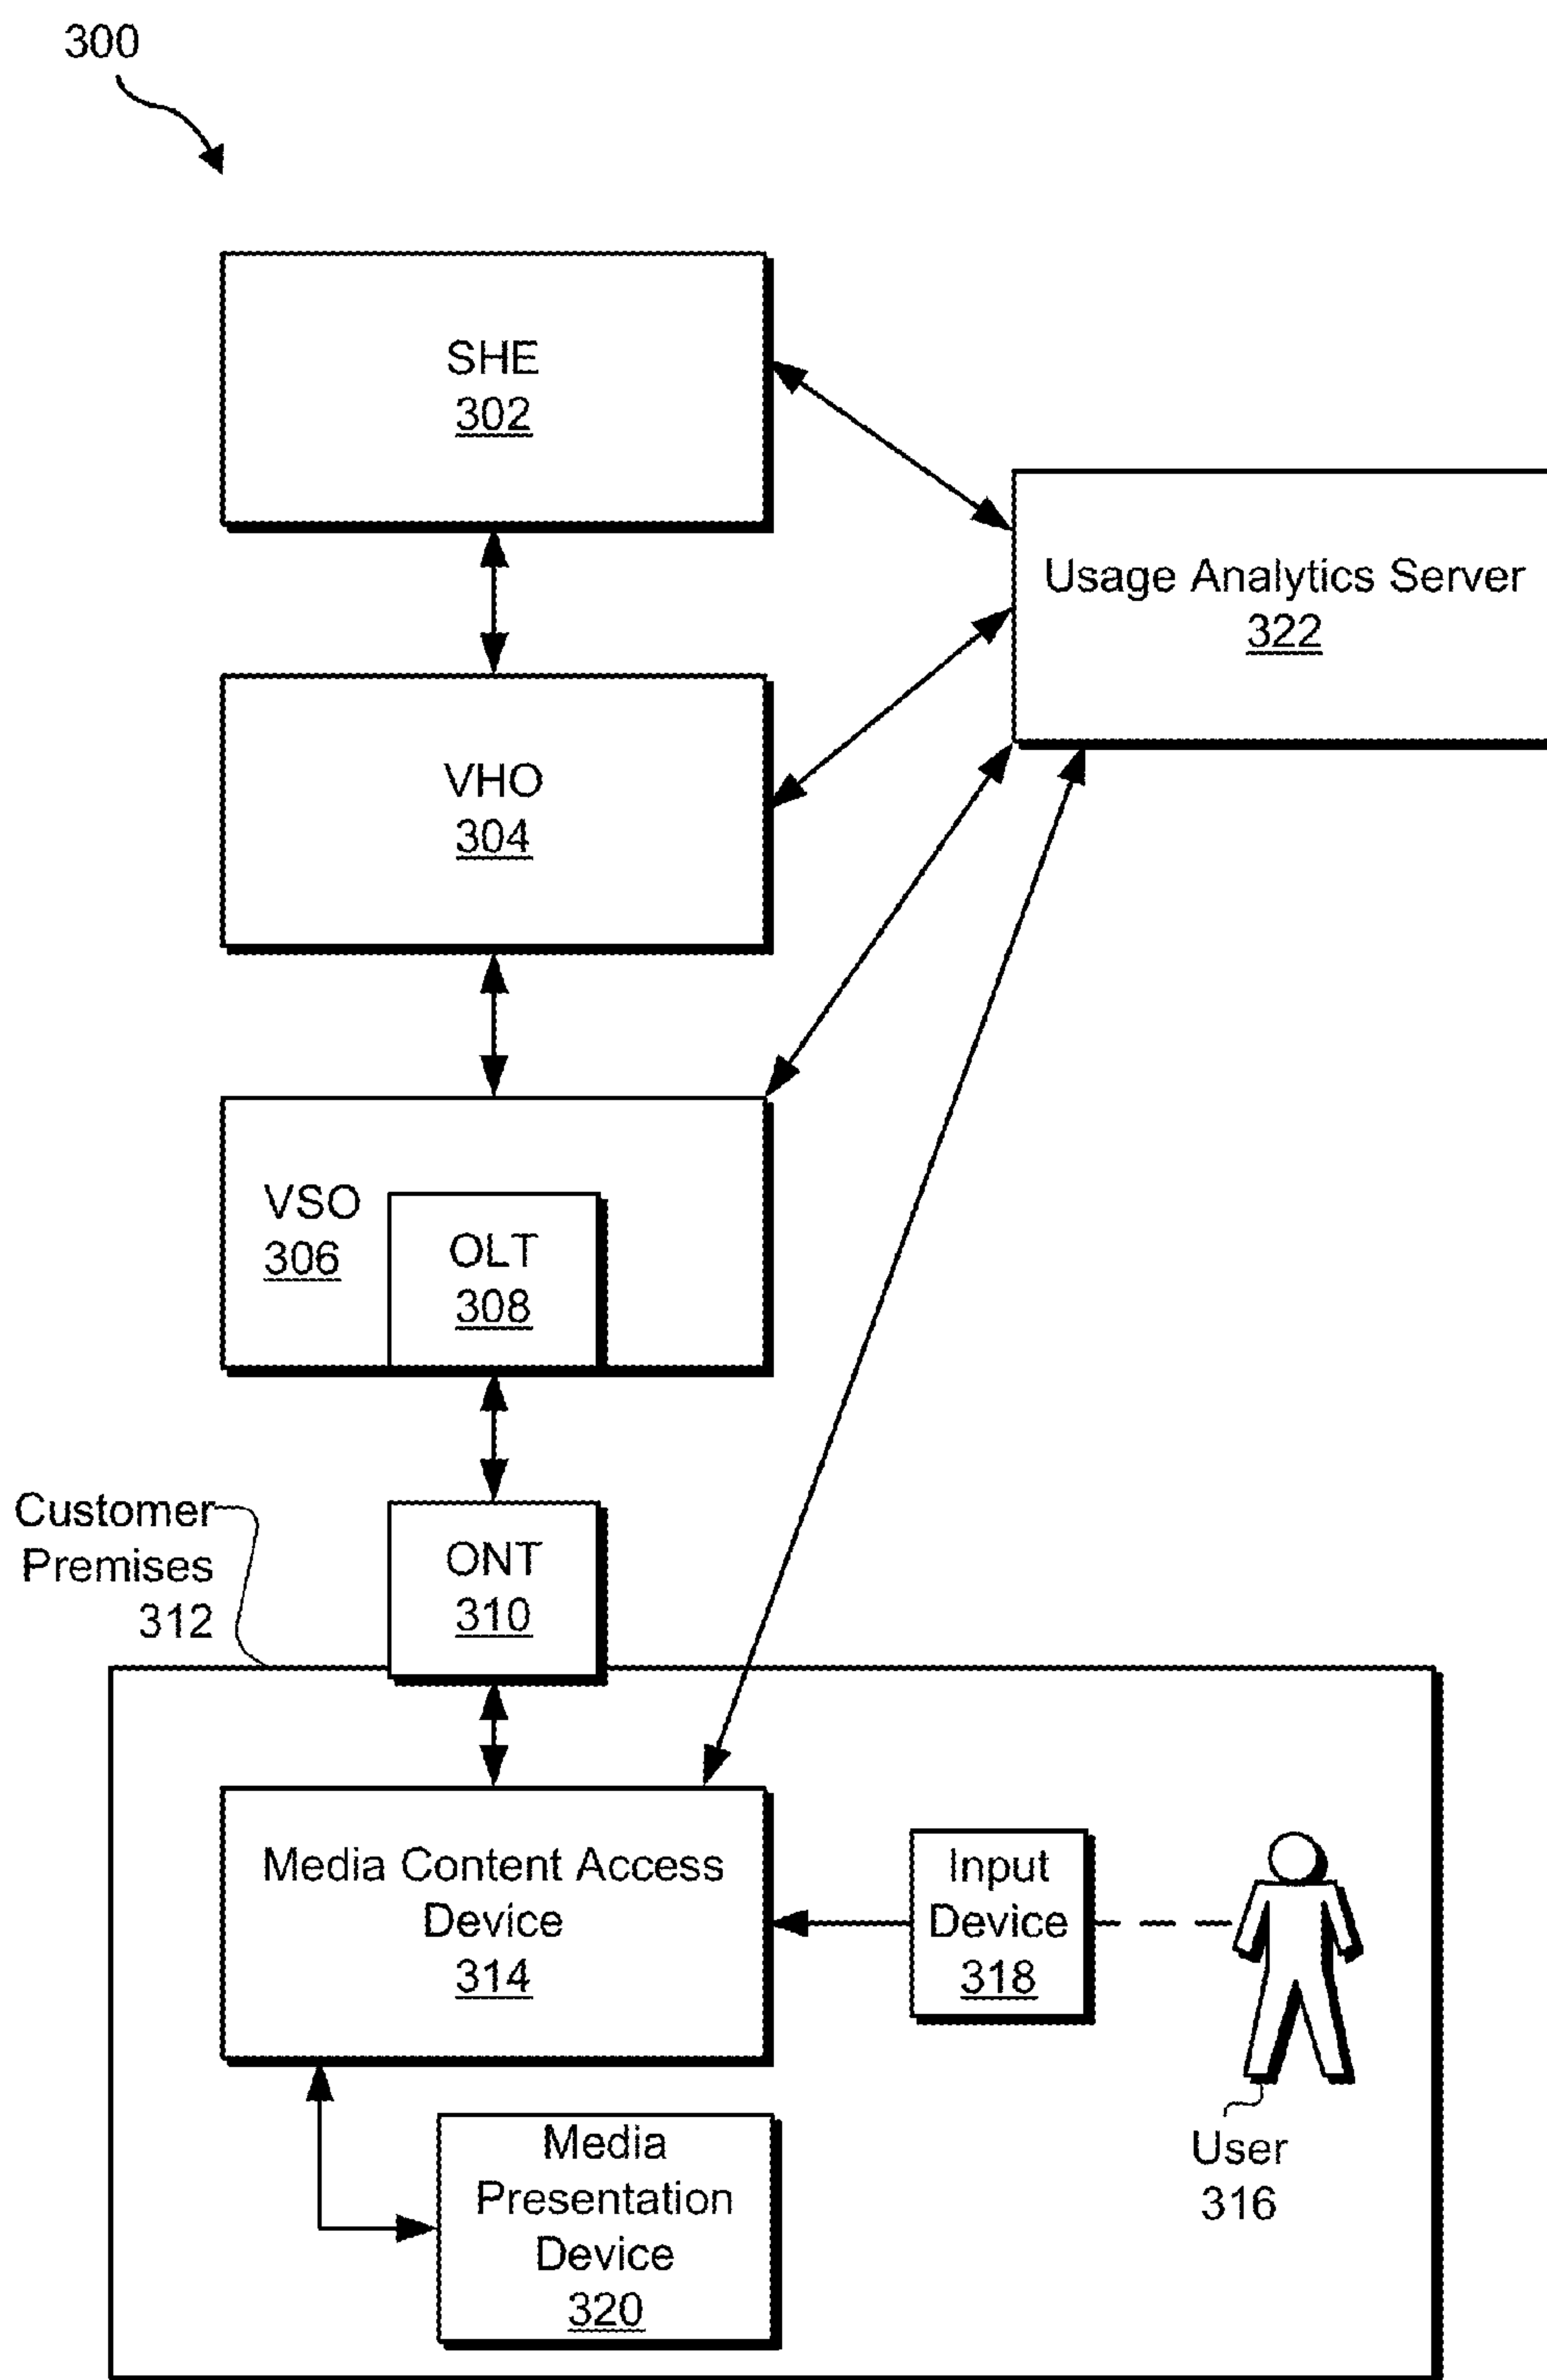 300
SHE
302
Usage Analytics Server
322
VHO
304
VSO
306
OLT
308
Customer
Premises
312
ONT
310
Media Content Access
Device
314
Input
Device
318
User
316
Media
Presentation
Device
320